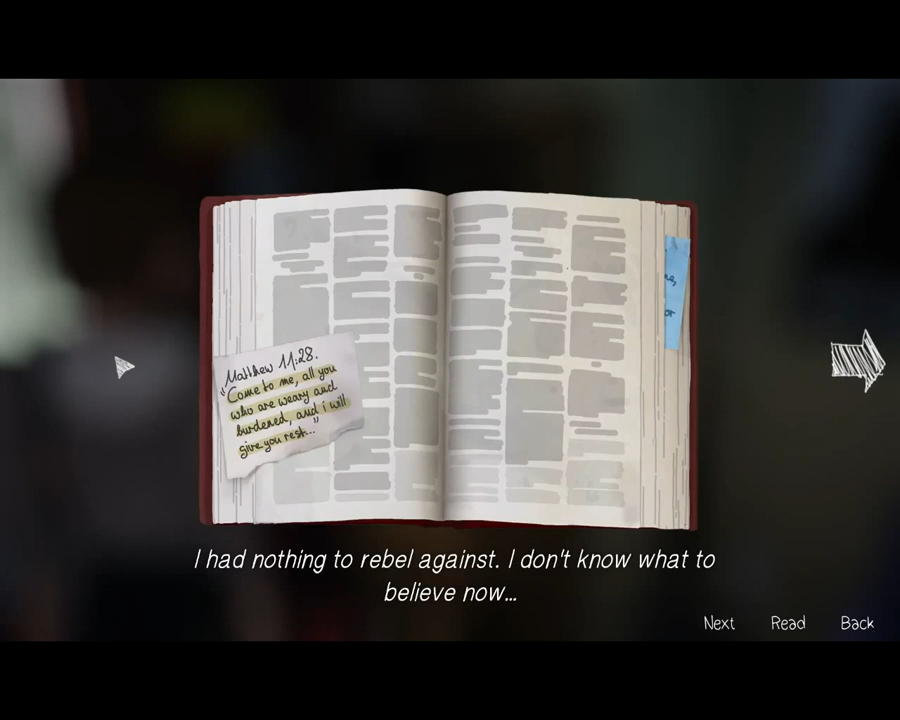 Matthew 11:28.
"Come to me, all you
who are weary and
burdened, and i will
give you rest..."
I had nothing to rebel against. I don't know what to
believe now...
Next Read Back